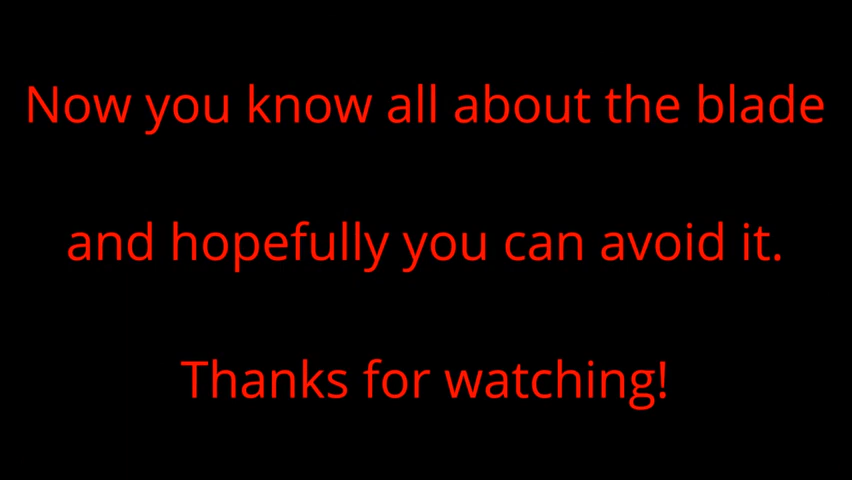 Now you know all about the blade
and hopefully you can avoid it.
Thanks for watching!